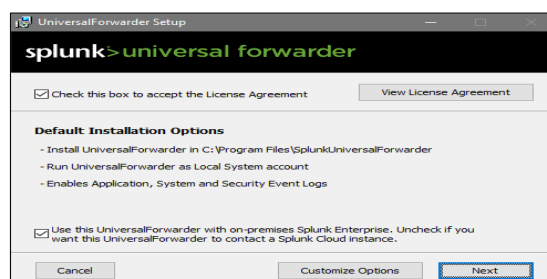 UniversalForwarder Setup
splunk>universal forwarder
Check this box to accept the License Agreement
View License Agreement
Default Installation Options
- Install UniversalForwarder in C:\Program Files\SplunkUniversalForwarder
- Run UniversalForwarder as Local System account
- Enables Application, System and Security Event Logs
Use this UniversalForwarder with on-premises Splunk Enterprise. Uncheck if you
want this UniversalForwarder to contact a Splunk Cloud instance.
Cancel
Customize Options
Next